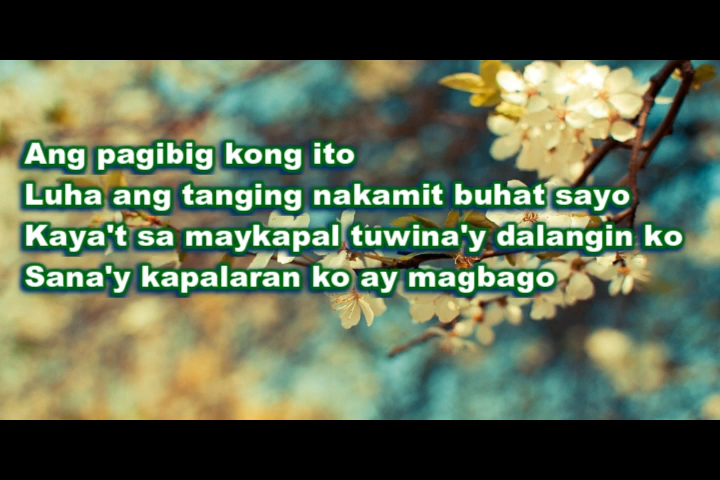 Ang pagibig kong ito
Luha ang tanging nakamit buhat sayo
Kaya't sa maykapal tuwina'y dalangin ko
Sana'y kapalaran ko ay magbago